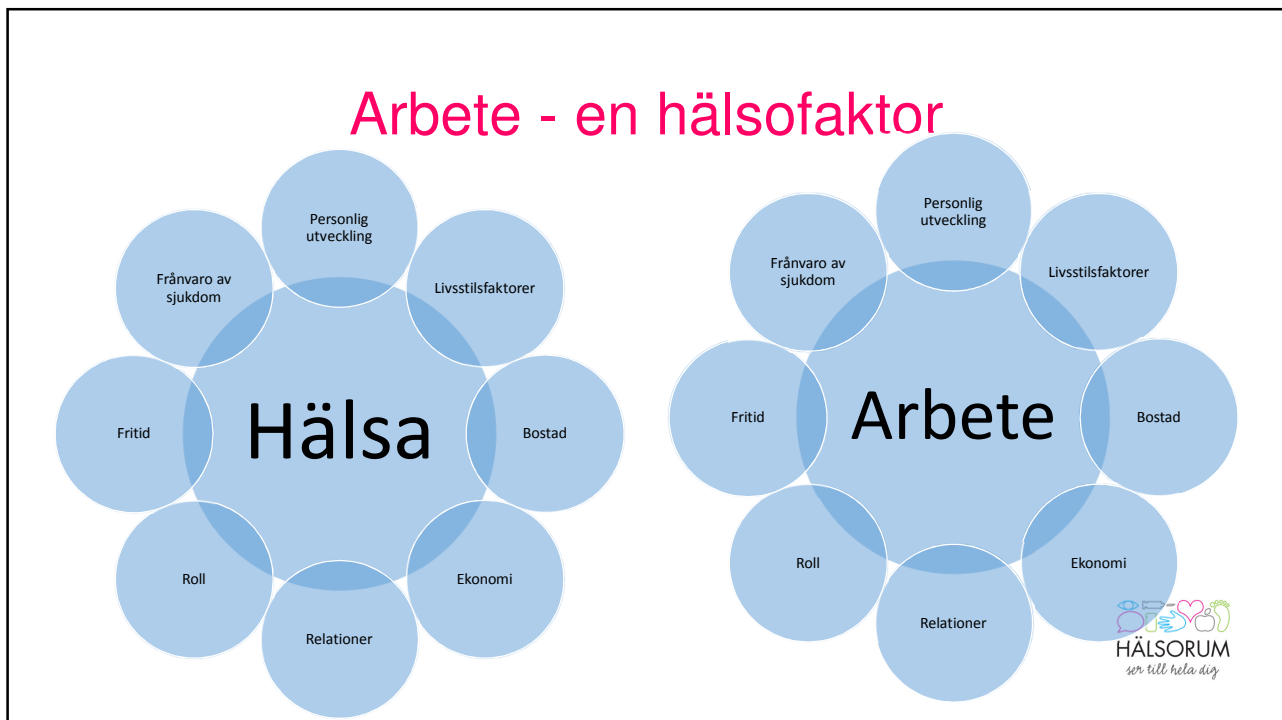 Arbete - en hälsofaktor
Personlig
utveckling
Livsstilsfaktorer
Bostad
Ekonomi
Relationer
Roll
Fritid
Frånvaro av
sjukdom
Hälsa
Personlig
utveckling
Livsstilsfaktorer
Bostad
Ekonomi
Relationer
Roll
Fritid
Frånvaro av
sjukdom
Arbete
HÄLSORUM
ser till hela dig